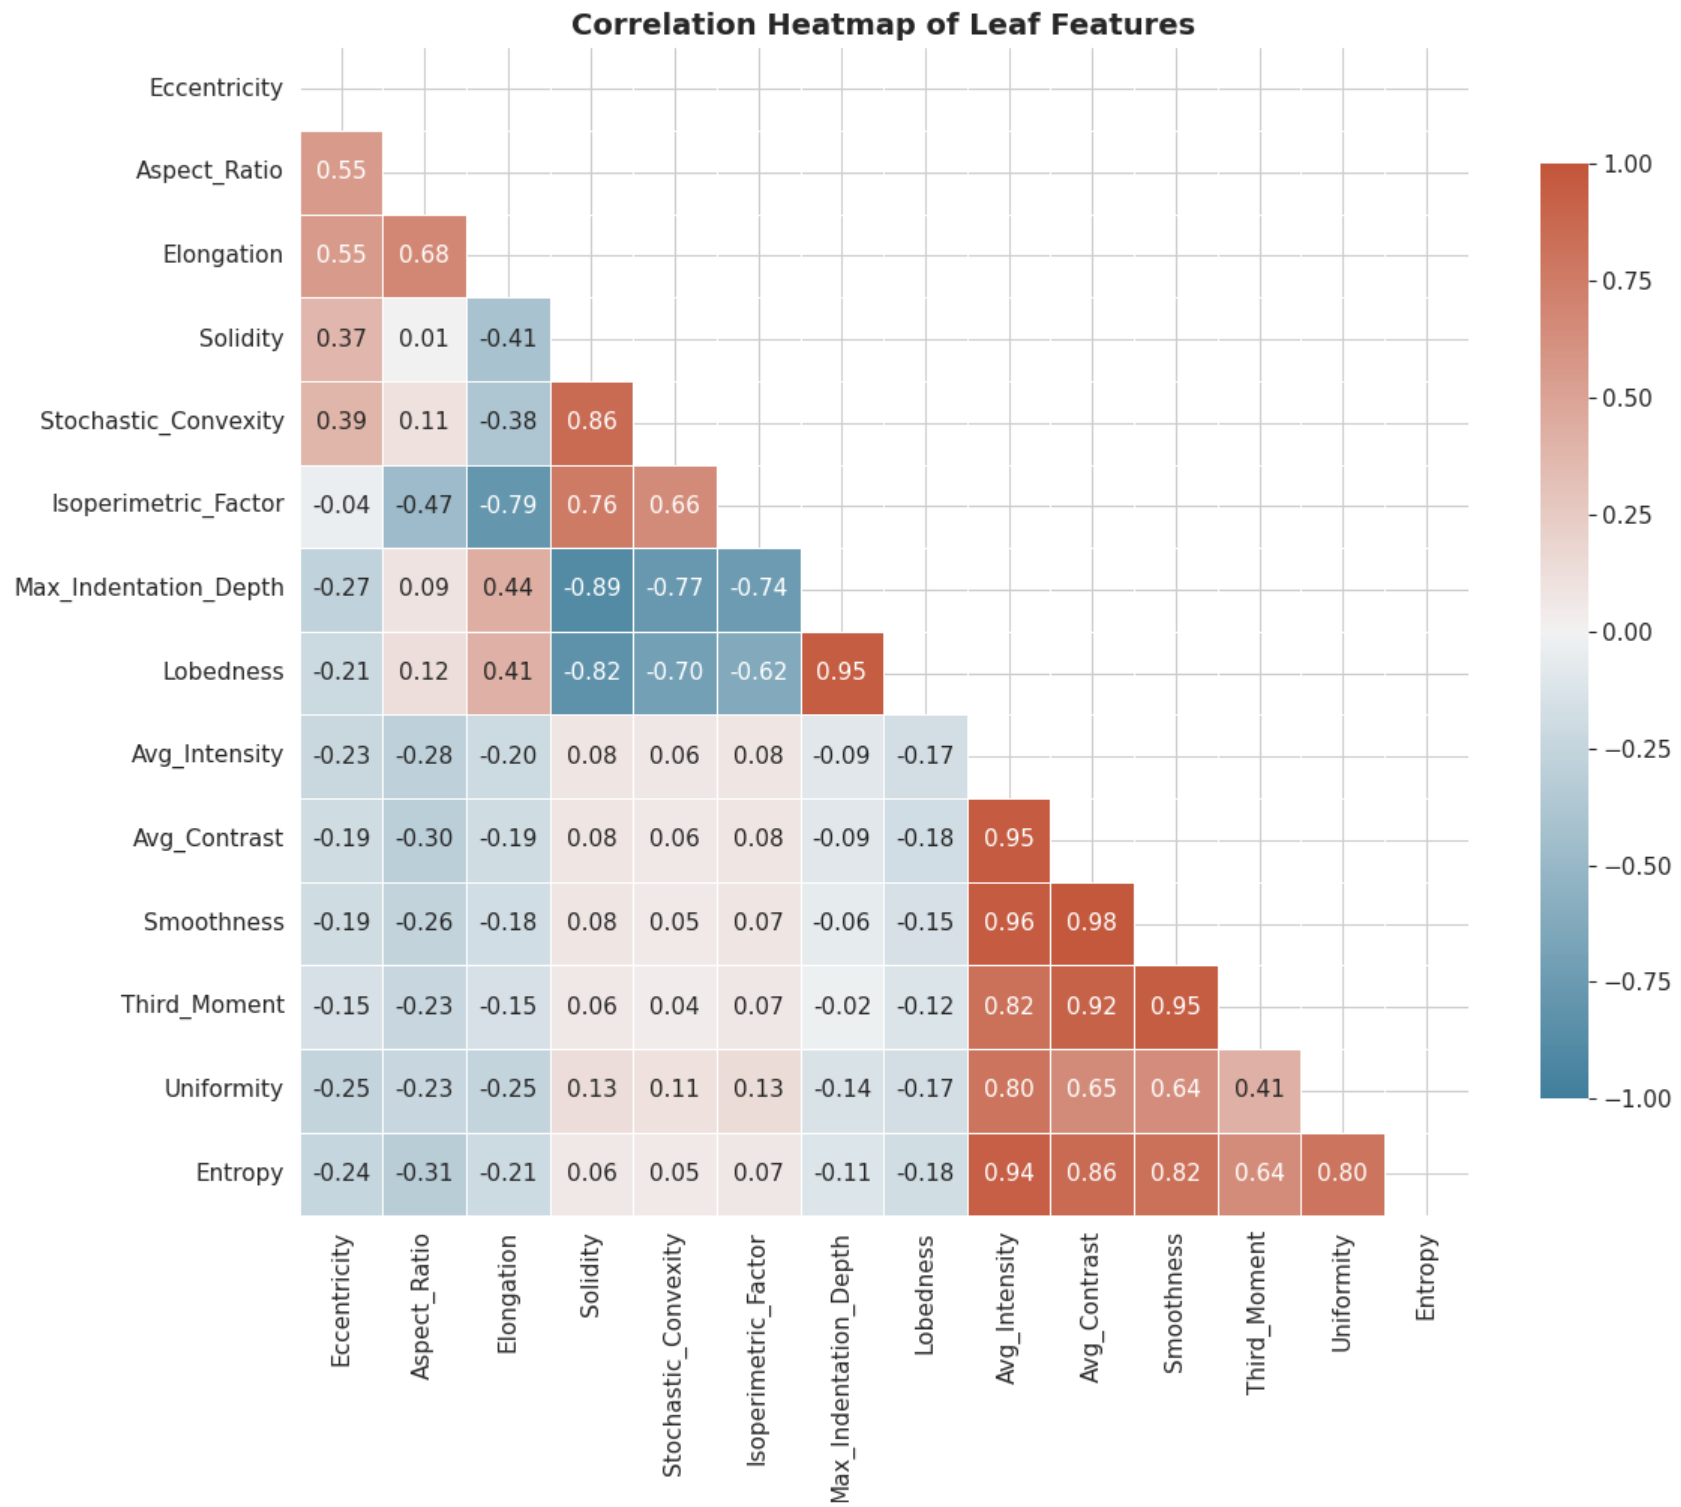 Correlation Heatmap of Leaf Features
Eccentricity
Aspect_Ratio 0.55
Elongation 0.55 0.68
Solidity 0.37 0.01 -0.41
Stochastic_Convexity 0.39 0.11 -0.38 0.86
Isoperimetric_Factor -0.04 -0.47 -0.79 0.76 0.66
Max_Indentation_Depth -0.27 0.09 0.44 -0.89 -0.77 -0.74
Lobedness -0.21 0.12 0.41 -0.82 -0.70 -0.62 0.95
Avg_Intensity -0.23 -0.28 -0.20 0.08 0.06 0.08 -0.09 -0.17
Avg_Contrast -0.19 -0.30 -0.19 0.08 0.06 0.08 -0.09 -0.18 0.95
Smoothness -0.19 -0.26 -0.18 0.08 0.05 0.07 -0.06 -0.15 0.96 0.98
Third_Moment -0.15 -0.23 -0.15 0.06 0.04 0.07 -0.02 -0.12 0.82 0.92 0.95
Uniformity -0.25 -0.23 -0.25 0.13 0.11 0.13 -0.14 -0.17 0.80 0.65 0.64 0.41
Entropy -0.24 -0.31 -0.21 0.06 0.05 0.07 -0.11 -0.18 0.94 0.86 0.82 0.64 0.80
Eccentricity
Aspect_Ratio
Elongation
Solidity
Stochastic_Convexity
Isoperimetric_Factor
Max_Indentation_Depth
Lobedness
Avg_Intensity
Avg_Contrast
Smoothness
Third_Moment
Uniformity
Entropy
1.00
0.75
0.50
0.25
0.00
−0.25
−0.50
−0.75
−1.00